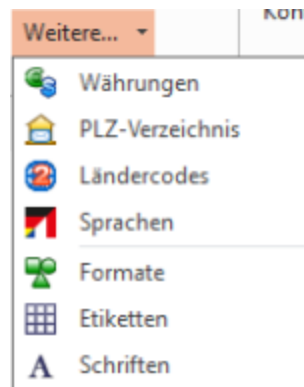 Weitere...
Währungen
PLZ-Verzeichnis
Ländercodes
Sprachen
Formate
Etiketten
Schriften